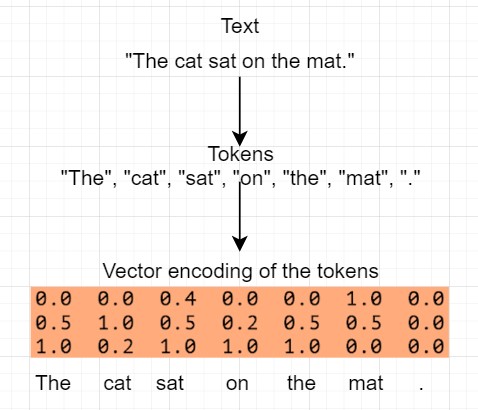 Text
"The cat sat on the mat."
Tokens
"The", "cat", "sat", "on", "the", "mat", "."
Vector encoding of the tokens
0.0 0.0 0.4 0.0 0.0 1.0 0.0
0.5 1.0 0.5 0.2 0.5 0.5 0.0
1.0 0.2 1.0 1.0 1.0 0.0 0.0
The cat sat on the mat .